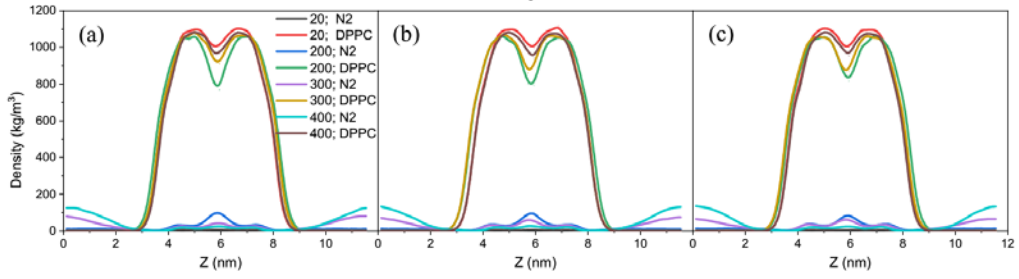 1200
1000
800
600
400
200
0
Density (kg/m³)
(a)
20; N2
20; DPPC
200; N2
200; DPPC
300; N2
300; DPPC
400; N2
400; DPPC
(b)
(c)
0 2 4 6 8 10 0 2 4 6 8 10 0 2 4 6 8 10 12
Z (nm) Z (nm) Z (nm)